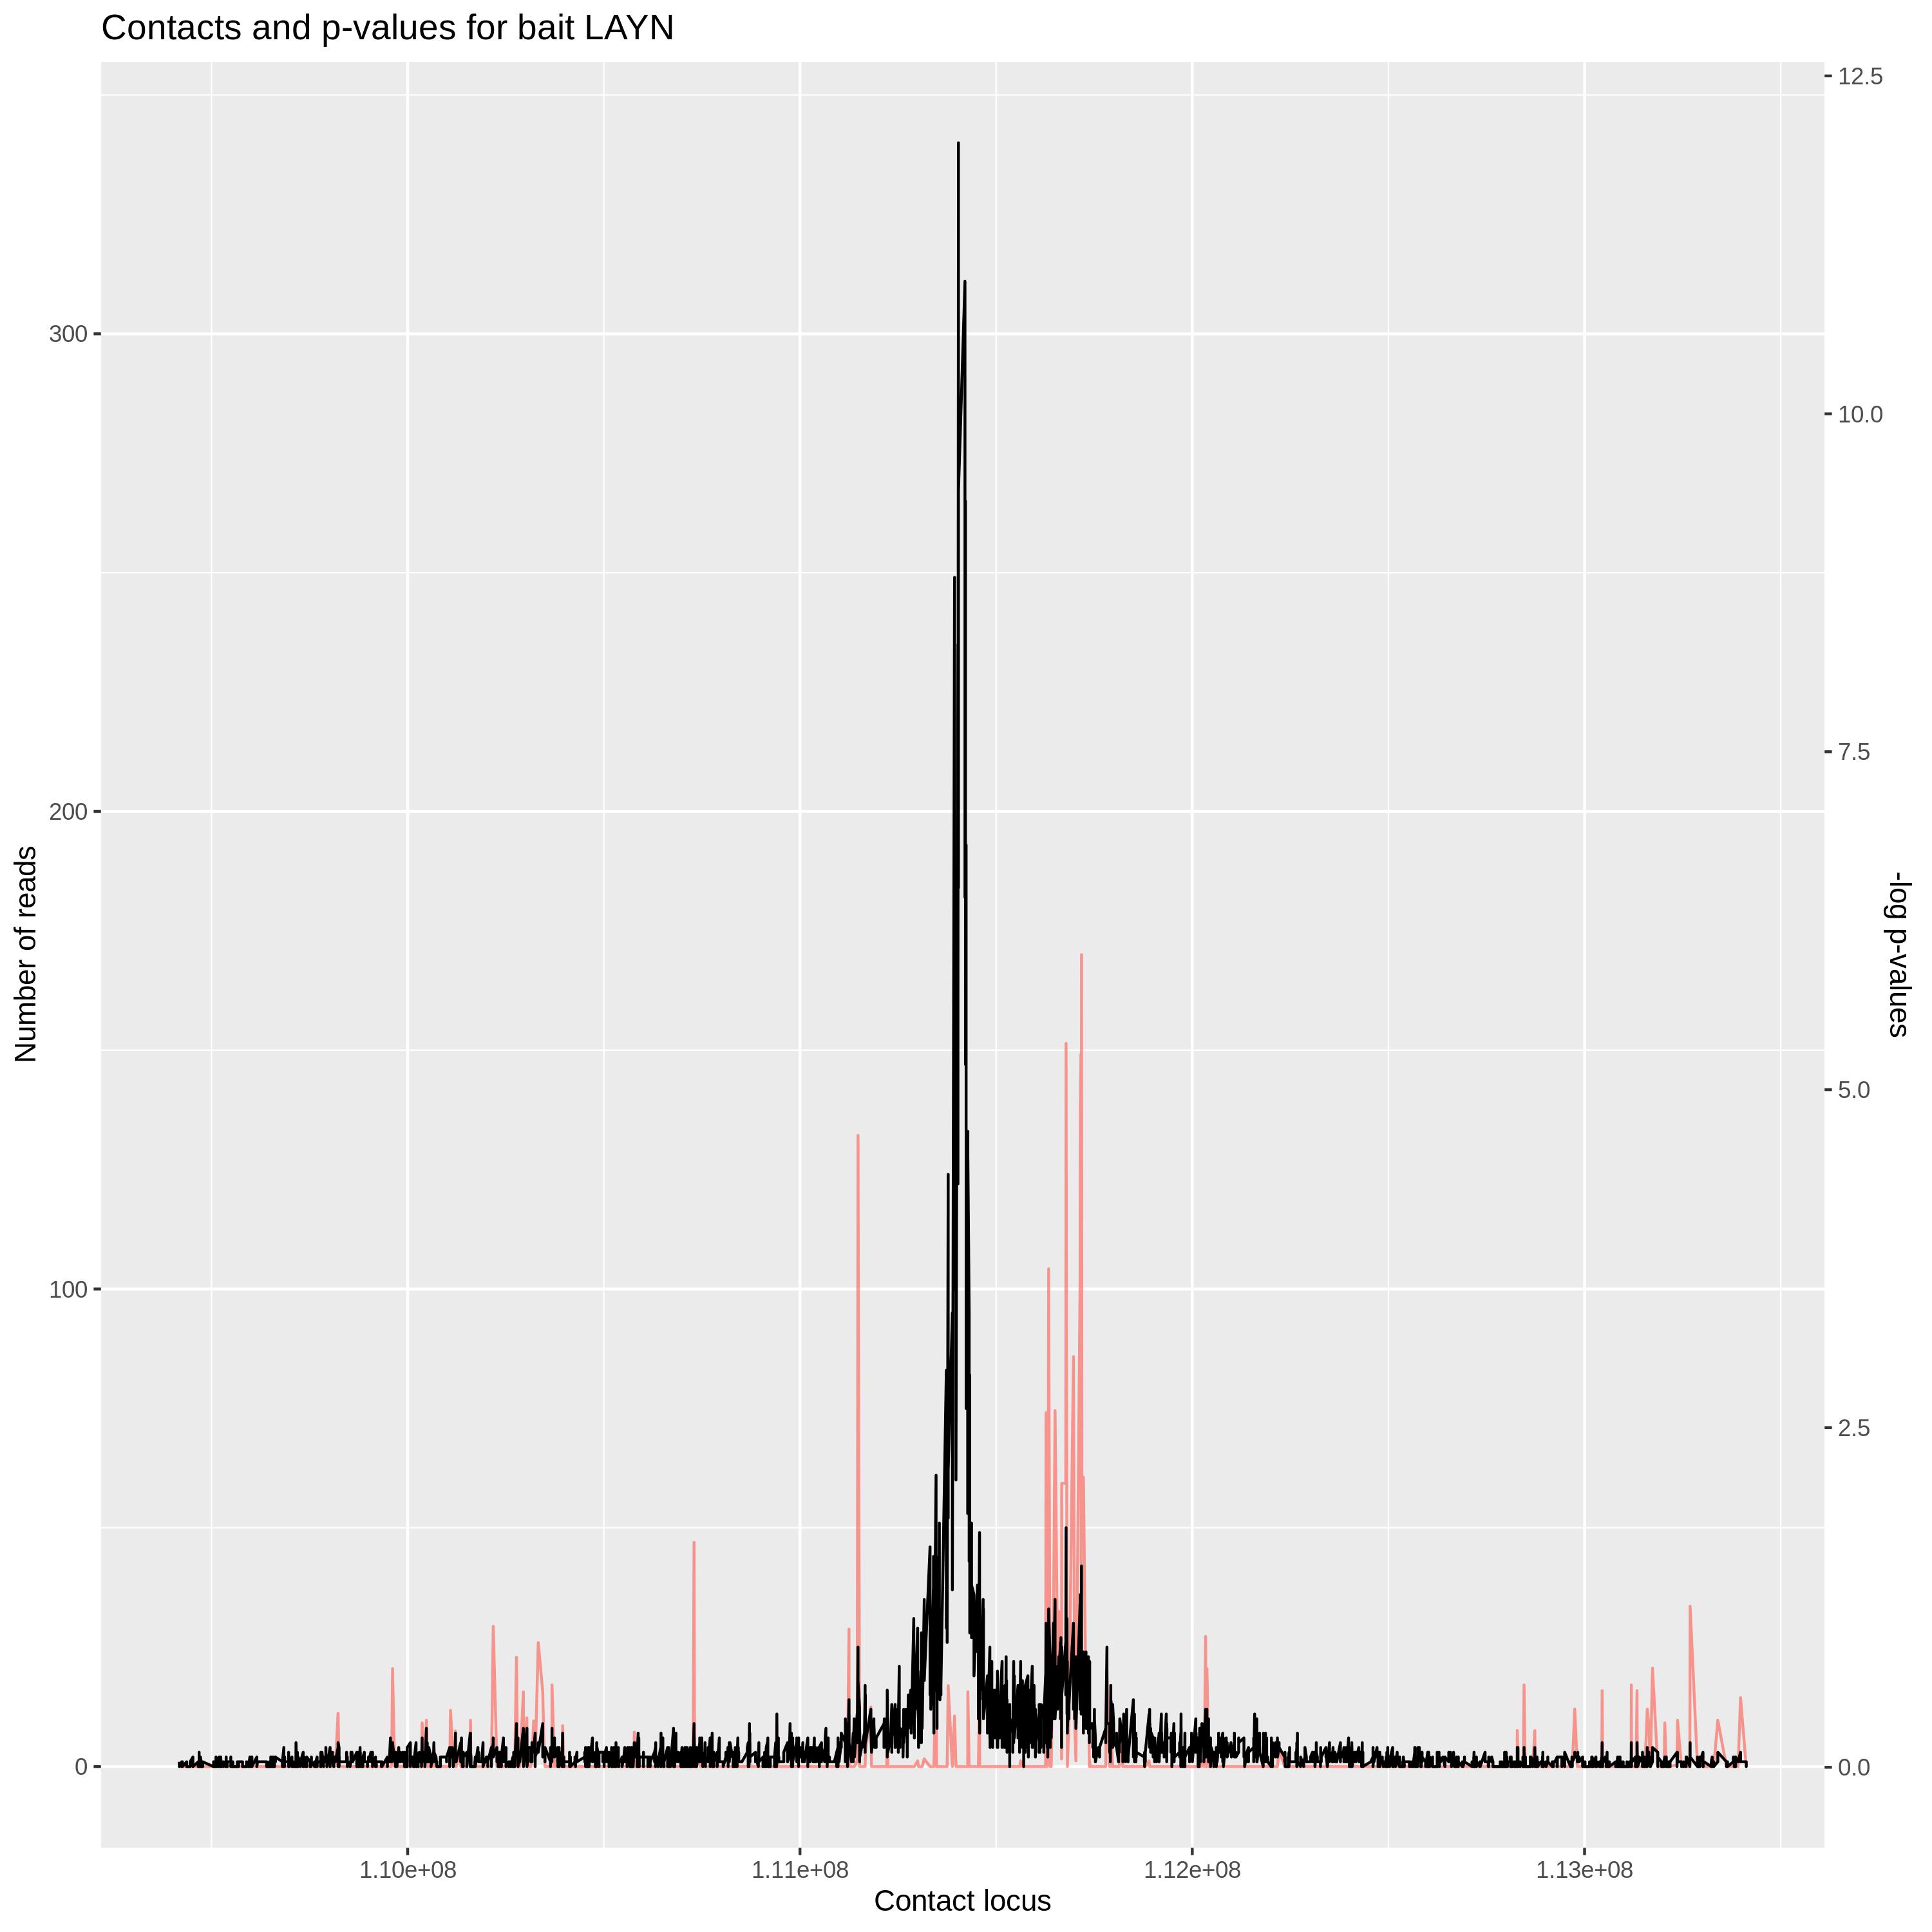 Contacts and p-values for bait LAYN
Number of reads
300
200
100
0
12.5
10.0
7.5
5.0
2.5
0.0
-log p-values
1.10e+08
1.11e+08
1.12e+08
1.13e+08
Contact locus